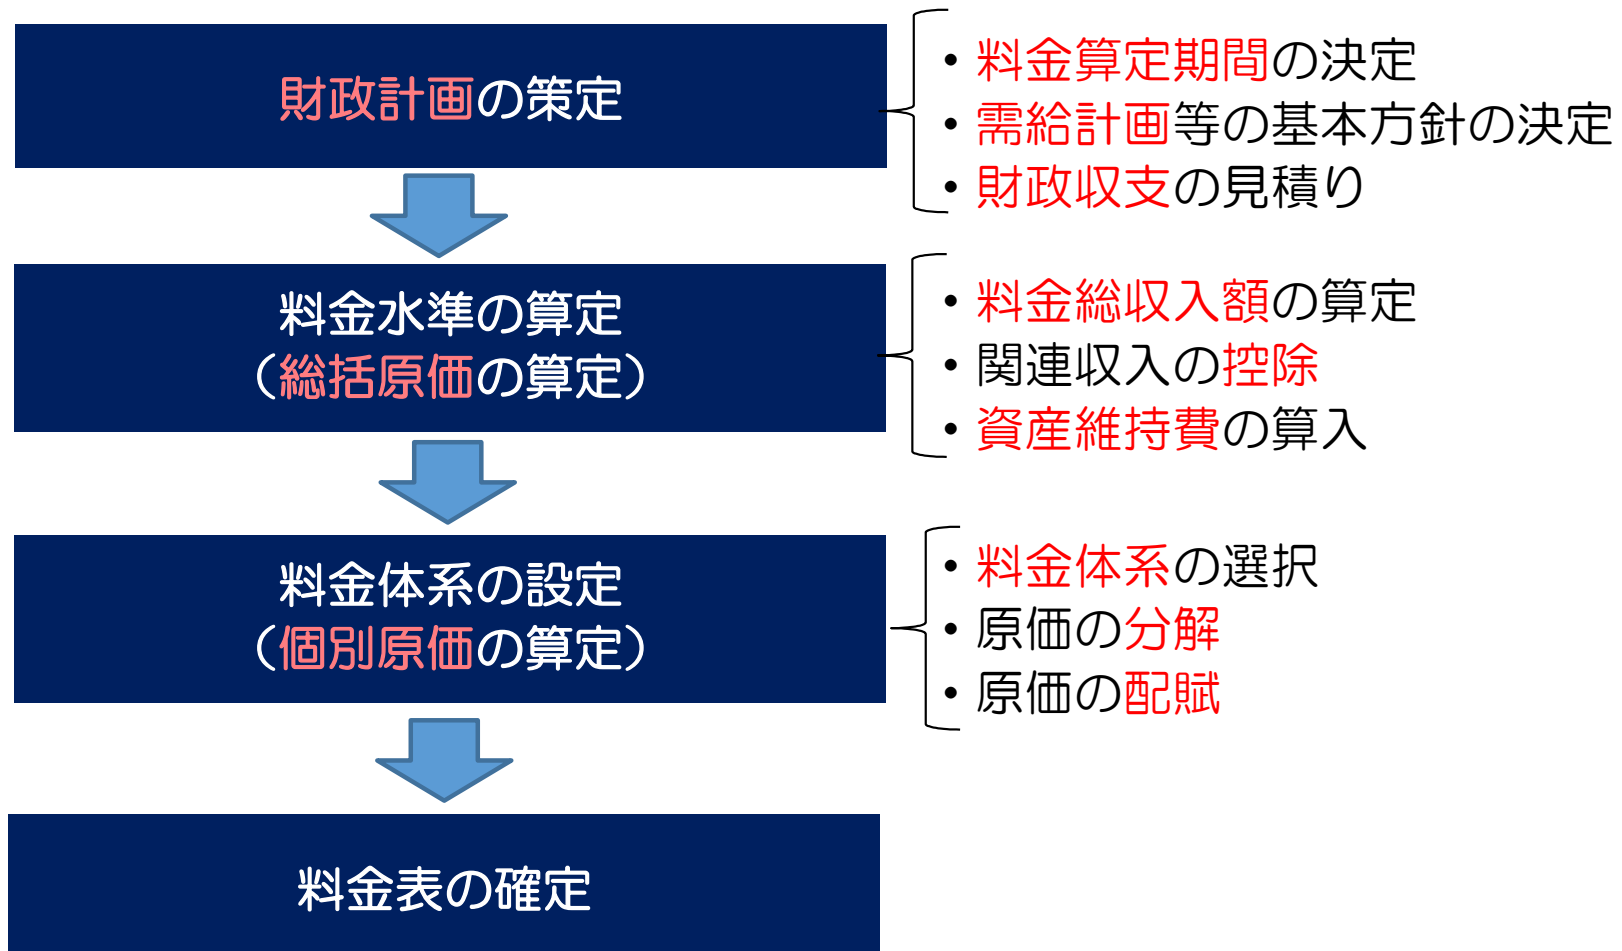 財政計画の策定
・料金算定期間の決定
・需給計画等の基本方針の決定
・財政収支の見積り
料金水準の算定
（総括原価の算定）
・料金総収入額の算定
・関連収入の控除
・資産維持費の算入
料金体系の設定
（個別原価の算定）
・料金体系の選択
・原価の分解
・原価の配賦
料金表の確定